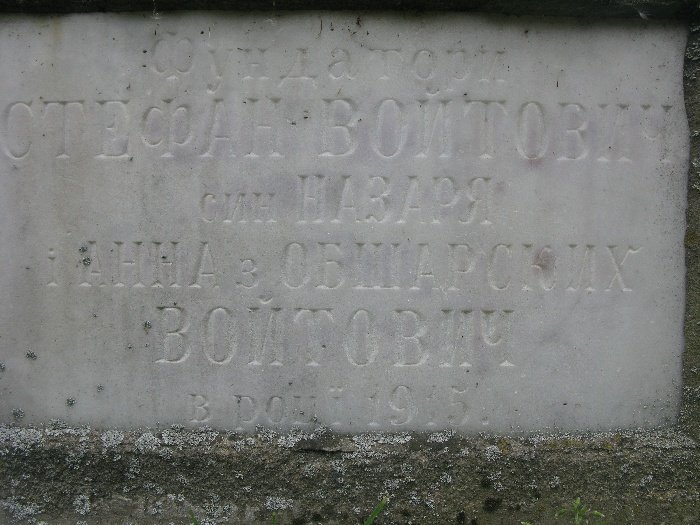 Фундатори
СТЕФАН ВОЙТОВИЧ
син НАЗАРЯ
і АННА з ОБШАРСКИХ
ВОЙТОВИЧ
в році 1915.